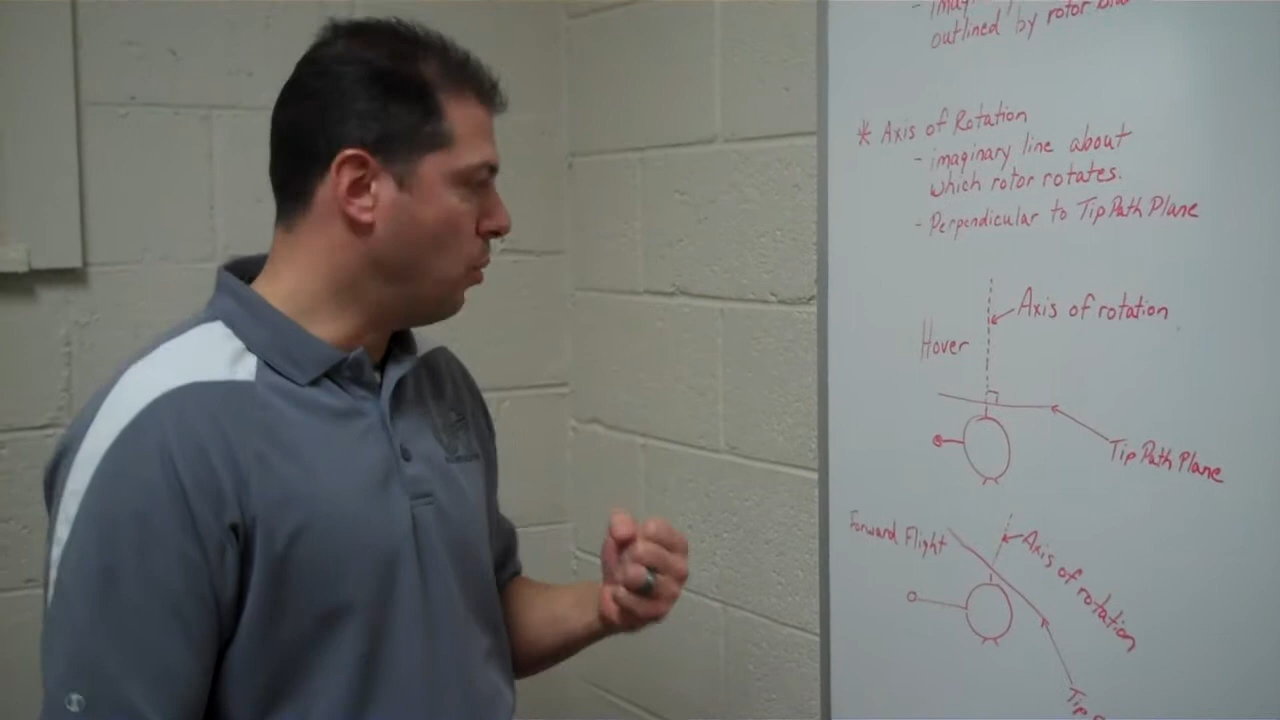 outlined by rotor
* Axis of Rotation
- imaginary line about
which rotor rotates.
- Perpendicular to Tip Path Plane
Axis of rotation
Hover
Tip Path Plane
Forward Flight
Axis of rotation
Tip